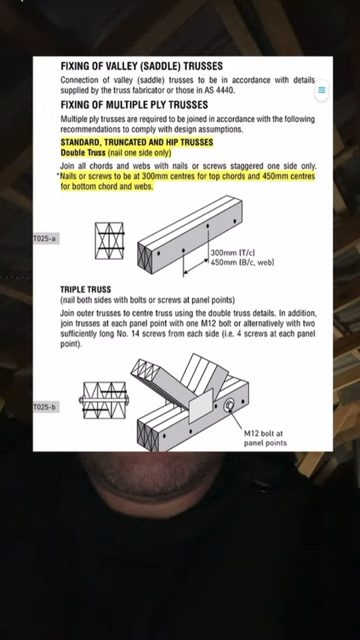 FIXING OF VALLEY (SADDLE) TRUSSES
Connection of valley (saddle) trusses to be in accordance with details
supplied by the truss fabricator or those in AS 4440.
FIXING OF MULTIPLE PLY TRUSSES
Multiple ply trusses are required to be joined in accordance with the following
recommendations to comply with design assumptions.
STANDARD, TRUNCATED AND HIP TRUSSES
Double Truss (nail one side only)
Join all chords and webs with nails or screws staggered one side only.
*Nails or screws to be at 300mm centres for top chords and 450mm centres
for bottom chord and webs.
T025-a
300mm (T/c)
450mm (B/c, web)
TRIPLE TRUSS
(nail both sides with bolts or screws at panel points)
Join outer trusses to centre truss using the double truss details. In addition,
join trusses at each panel point with one M12 bolt or alternatively with two
sufficiently long No. 14 screws from each side (i.e. 4 screws at each panel
point).
T025-b
M12 bolt at
panel points